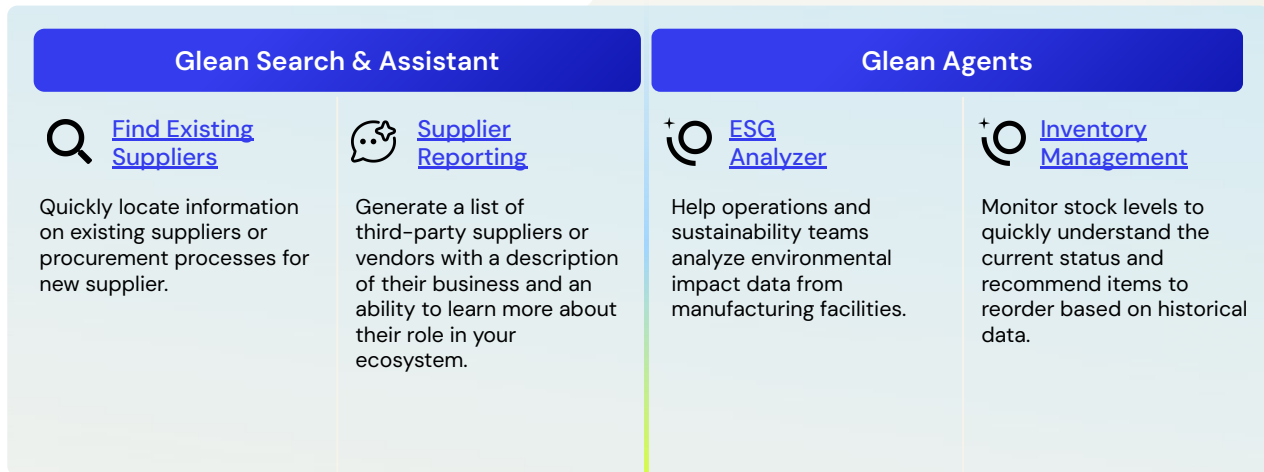 Glean Search & Assistant
Find Existing
Suppliers
Quickly locate information
on existing suppliers or
procurement processes for
new supplier.
Supplier
Reporting
Generate a list of
third-party suppliers or
vendors with a description
of their business and an
ability to learn more about
their role in your
ecosystem.
Glean Agents
ESG
Analyzer
Help operations and
sustainability teams
analyze environmental
impact data from
manufacturing facilities.
Inventory
Management
Monitor stock levels to
quickly understand the
current status and
recommend items to
reorder based on historical
data.